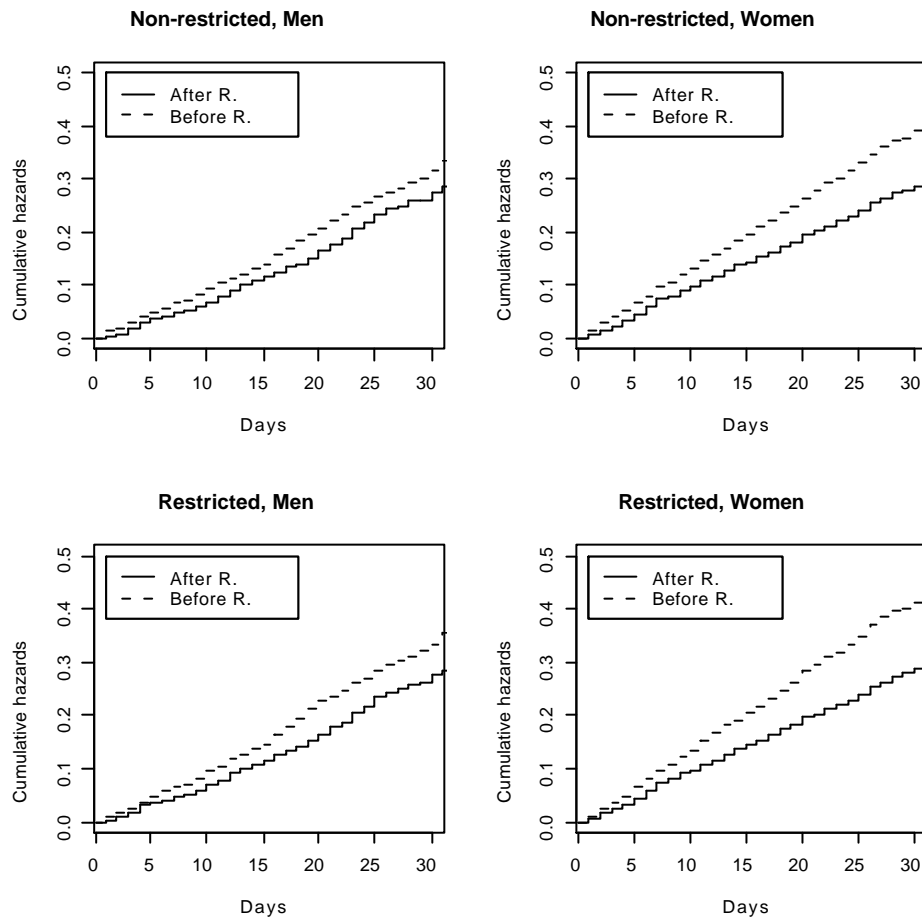 Non-restricted, Men
Non-restricted, Women
0.5
0.4
0.3
0.2
0.1
0.0
Cumulative hazards
After R.
Before R.
0 5 10 15 20 25 30
Days
0.5
0.4
0.3
0.2
0.1
0.0
Cumulative hazards
After R.
Before R.
0 5 10 15 20 25 30
Days
Restricted, Men
Restricted, Women
0.5
0.4
0.3
0.2
0.1
0.0
Cumulative hazards
After R.
Before R.
0 5 10 15 20 25 30
Days
0.5
0.4
0.3
0.2
0.1
0.0
Cumulative hazards
After R.
Before R.
0 5 10 15 20 25 30
Days